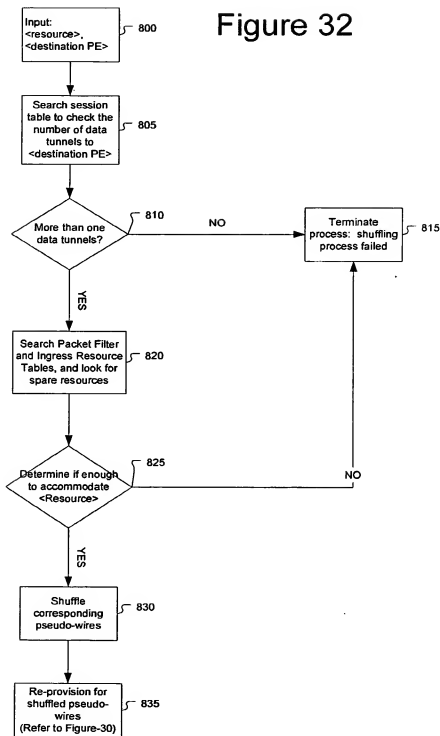 Figure 32
Input:
<resource>,
<destination PE>
800
Search session
table to check the
number of data
tunnels to
<destination PE>
805
More than one
data tunnels?
810
NO
Terminate
process: shuffling
process failed
815
YES
Search Packet Filter
and Ingress Resource
Tables, and look for
spare resources
820
Determine if enough
to accommodate
<Resource>
825
NO
YES
Shuffle
corresponding
pseudo-wires
830
Re-provision for
shuffled pseudo-
wires
(Refer to Figure-30)
835